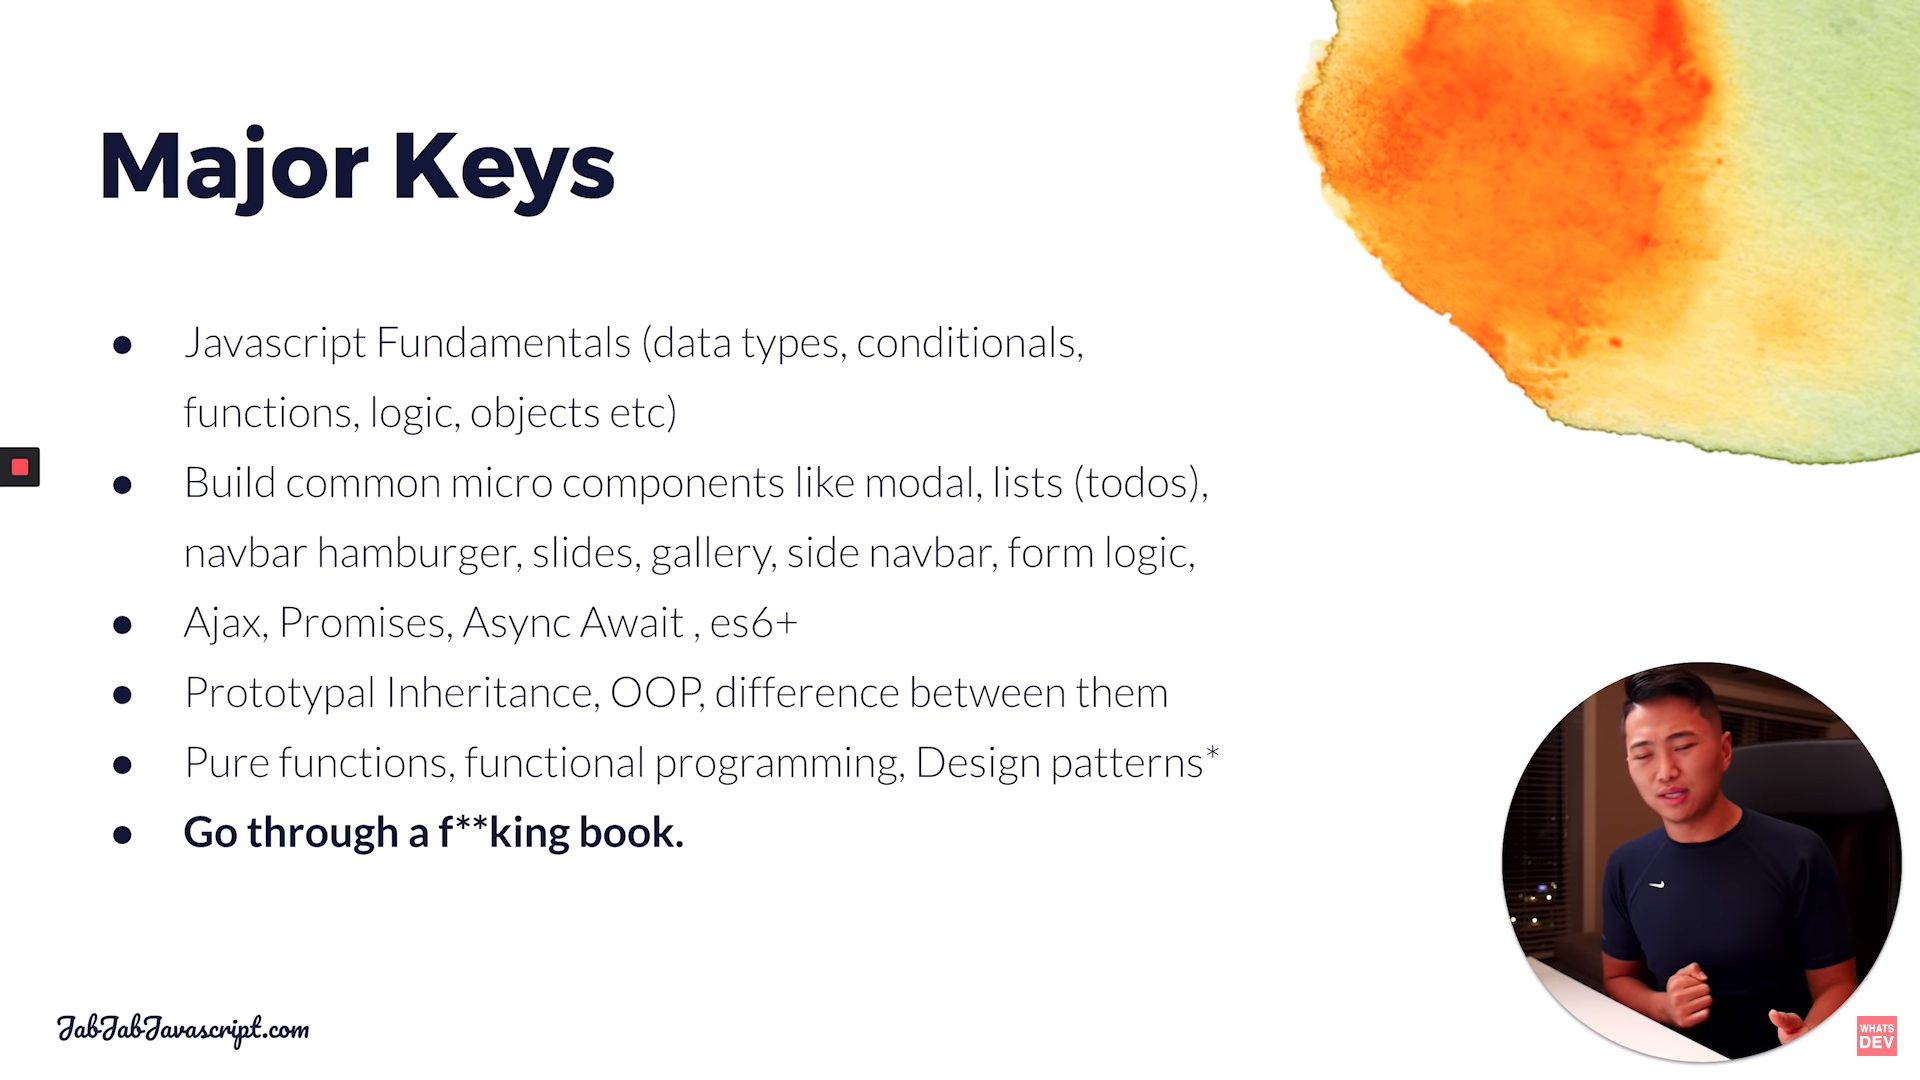 Major Keys
● Javascript Fundamentals (data types, conditionals,
functions, logic, objects etc)
● Build common micro components like modal, lists (todos),
navbar hamburger, slides, gallery, side navbar, form logic,
● Ajax, Promises, Async Await , es6+
● Prototypal Inheritance, OOP, difference between them
● Pure functions, functional programming, Design patterns*
● Go through a f**king book.
JabJabJavascript.com
WHATS
DEV